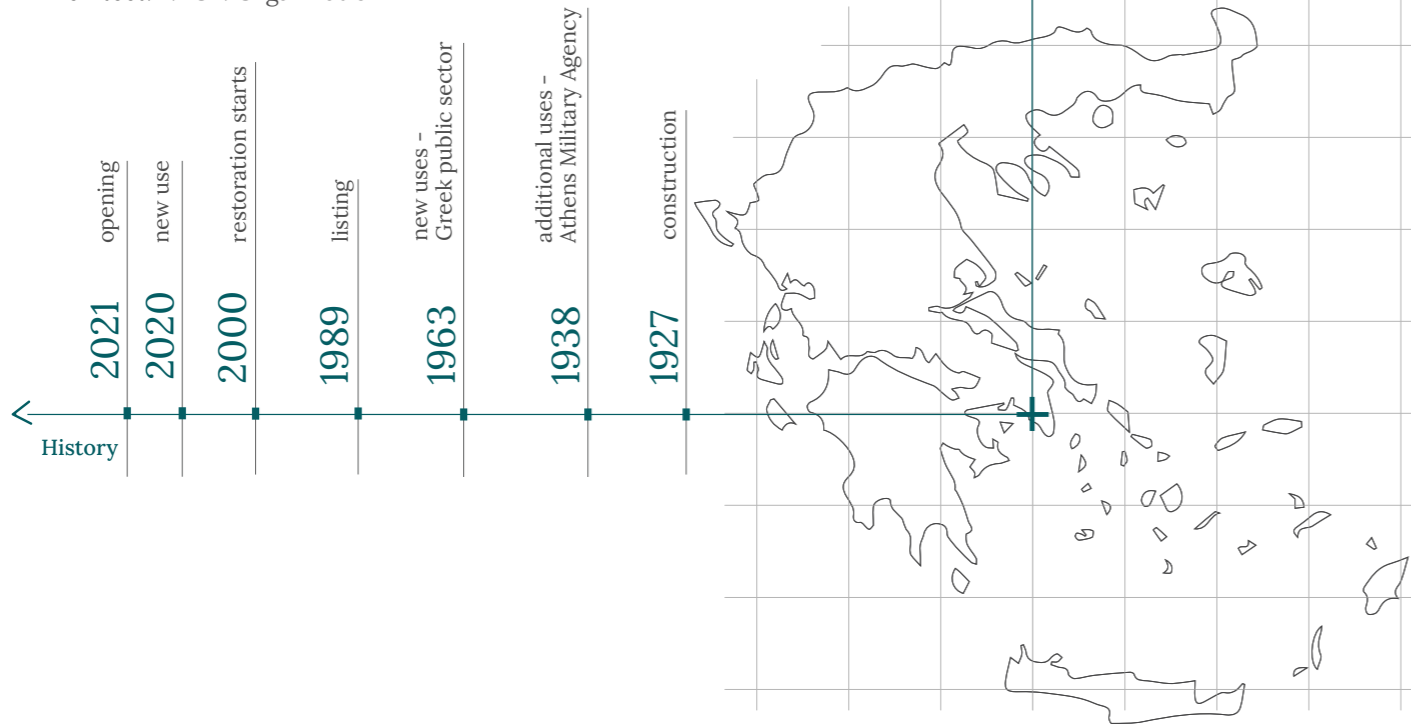 opening
new use
restoration starts
listing
new uses -
Greek public sector
additional uses -
Athens Military Agency
construction
2021
2020
2000
1989
1963
1938
1927
History